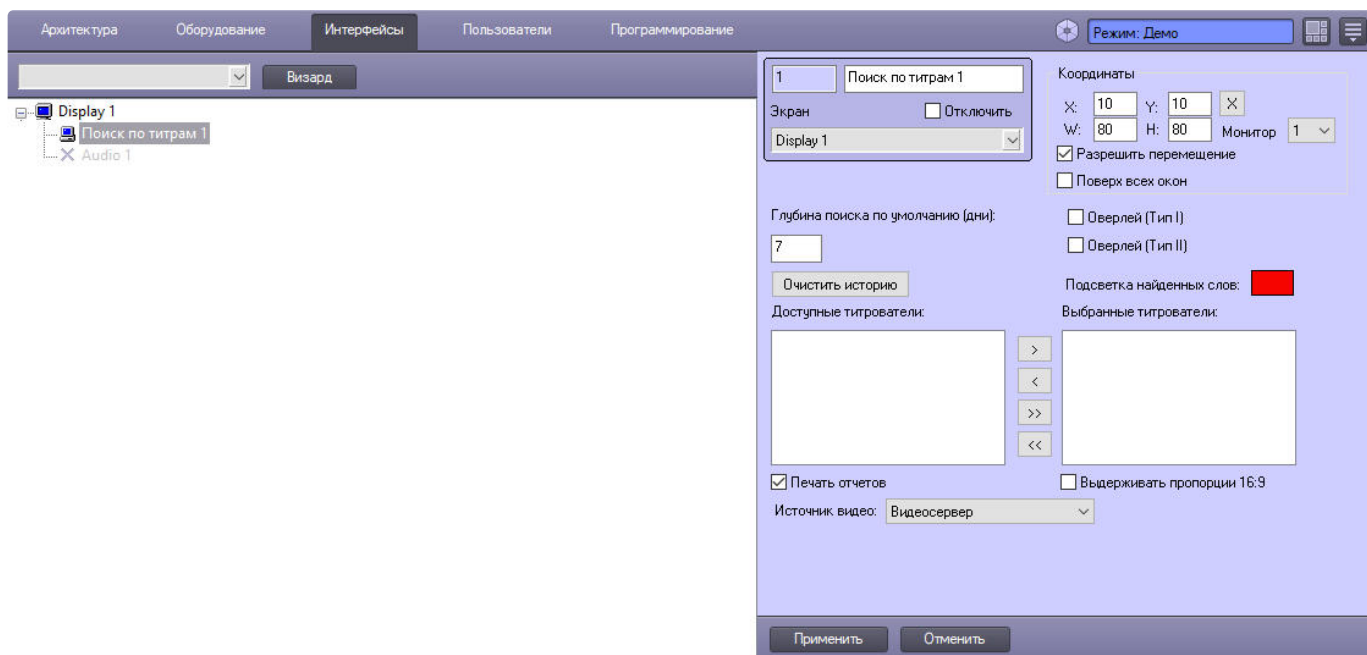 Архитектура Оборудование Интерфейсы Пользователи Программирование Режим: Демо
Визард
Display 1
Поиск по титрам 1
Audio 1
1 Поиск по титрам 1
Экран Отключить
Display 1
Координаты
X: 10 Y: 10 X
W: 80 H: 80 Монитор 1
Разрешить перемещение
Поверх всех окон
Глубина поиска по умолчанию (дни):
7
Оверлей (Тип I)
Оверлей (Тип II)
Очистить историю
Подсветка найденных слов:
Доступные титрователи:
Выбранные титрователи:
>
<
>>
<<
Печать отчетов
Выдерживать пропорции 16:9
Источник видео: Видеосервер
Применить Отменить